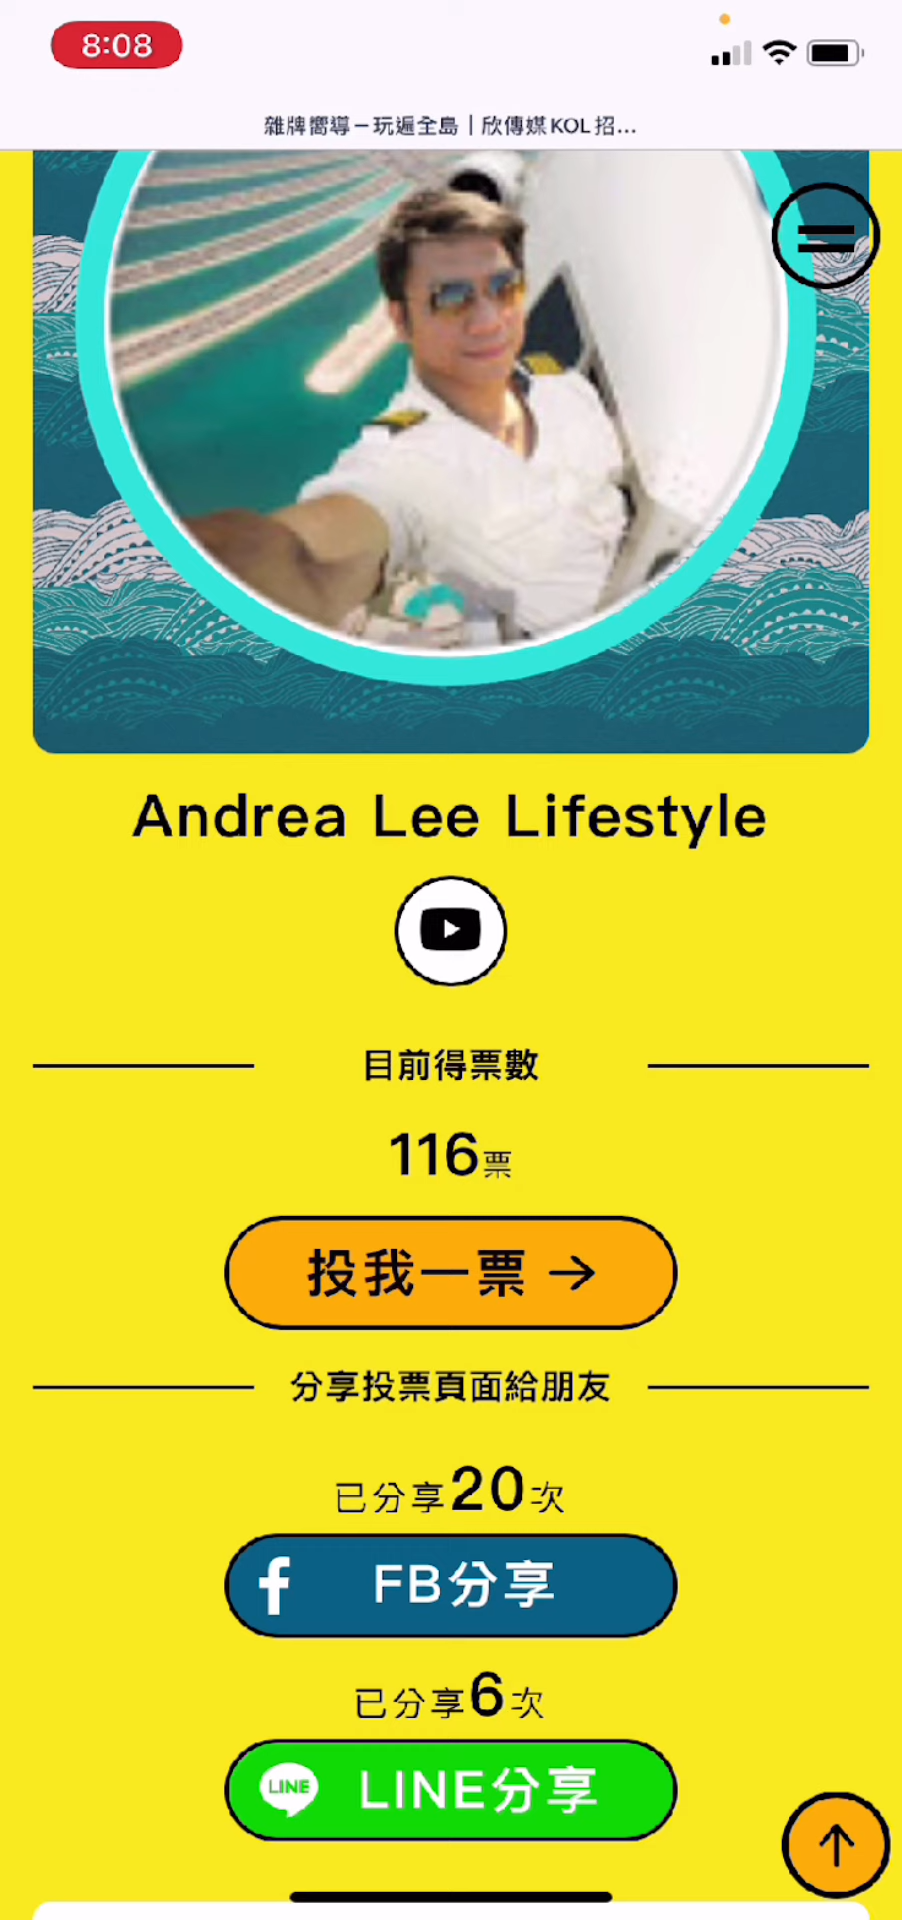 8:08
雜牌嚮導－玩遍全島｜欣傳媒KOL招...
Andrea Lee Lifestyle
目前得票數
116票
投我一票 →
分享投票頁面給朋友
已分享20次
FB分享
已分享6次
LINE LINE分享